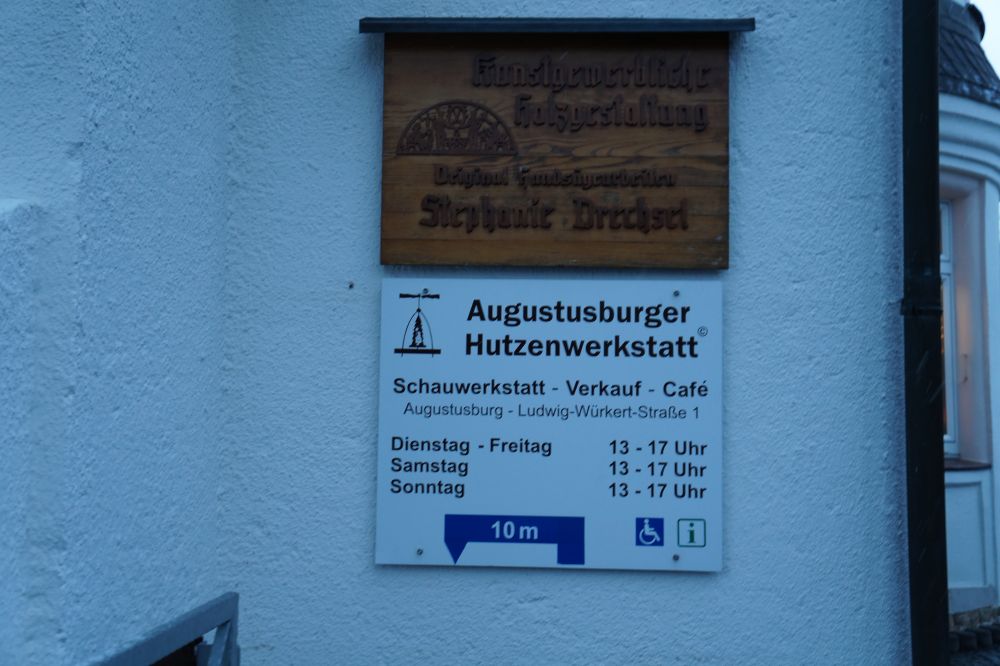 Kunstgewerbliche
Holzgestaltung
Original Handsägearbeiten
Stephanie Drechsel
Augustusburger
Hutzenwerkstatt©
Schauwerkstatt - Verkauf - Café
Augustusburg - Ludwig-Würkert-Straße 1
Dienstag - Freitag 13 - 17 Uhr
Samstag 13 - 17 Uhr
Sonntag 13 - 17 Uhr
10 m
i